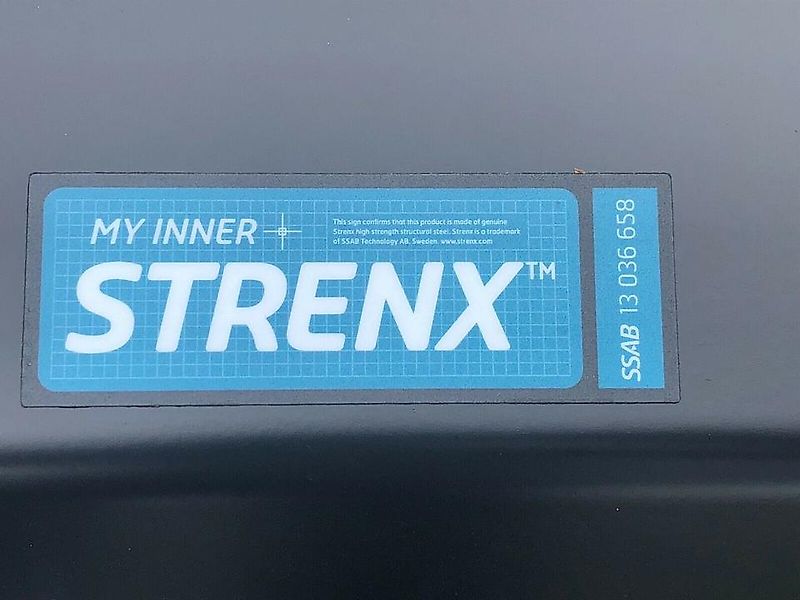 MY INNER
STRENX™
This sign confirms that this product is made of genuine
Strenx high strength structural steel. Strenx is a trademark
of SSAB Technology AB, Sweden. www.strenx.com
SSAB 13 036 658